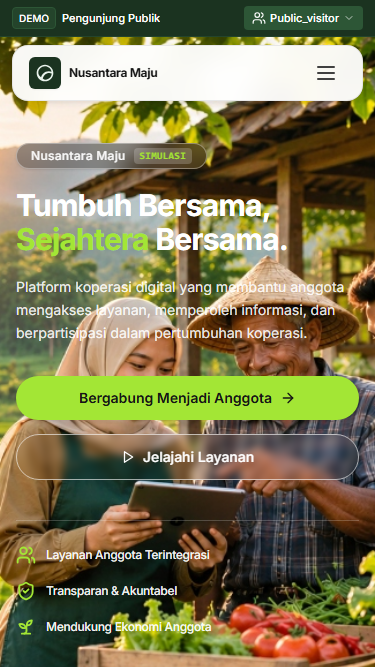 DEMO Pengunjung Publik Public_visitor
Nusantara Maju
Nusantara Maju SIMULASI
Tumbuh Bersama,
Sejahtera Bersama.
Platform koperasi digital yang membantu anggota
mengakses layanan, memperoleh informasi, dan
berpartisipasi dalam pertumbuhan koperasi.
Bergabung Menjadi Anggota
Jelajahi Layanan
Layanan Anggota Terintegrasi
Transparan & Akuntabel
Mendukung Ekonomi Anggota